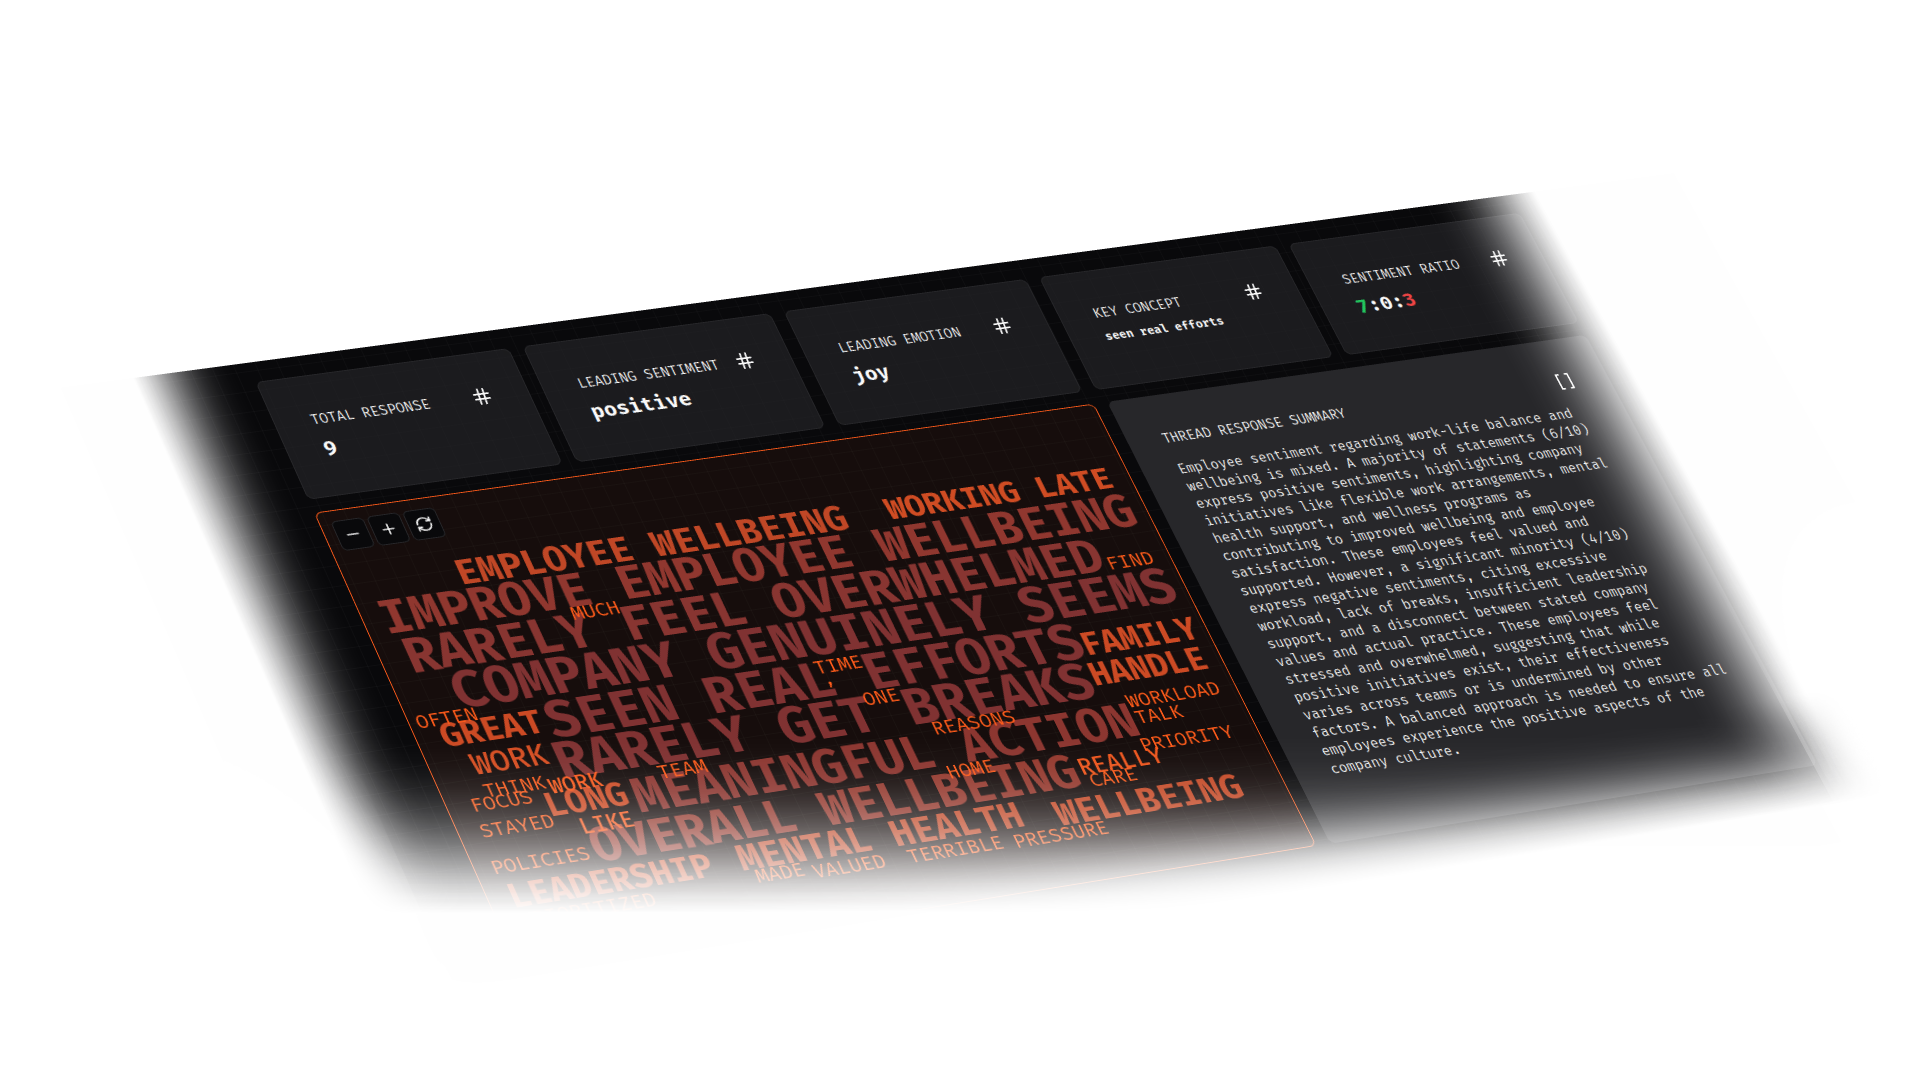 TOTAL RESPONSE
9
LEADING SENTIMENT
positive
LEADING EMOTION
joy
KEY CONCEPT
seen real efforts
SENTIMENT RATIO
7:0:3
EMPLOYEE WELLBEING
WORKING LATE
IMPROVE EMPLOYEE WELLBEING
MUCH
RARELY FEEL OVERWHELMED
FIND
COMPANY GENUINELY SEEMS
TIME
,
SEEN REAL EFFORTS
FAMILY
HANDLE
OFTEN
GREAT
ONE
RARELY GET BREAKS
REASONS
WORKLOAD
TALK
WORK
TEAM
MEANINGFUL ACTION
PRIORITY
THINK
WORK
FOCUS
LONG
HOME
REALLY
CARE
STAYED
LIKE
OVERALL WELLBEING
POLICIES
MENTAL HEALTH
WELLBEING
LEADERSHIP
MADE
VALUED
TERRIBLE
PRESSURE
THREAD RESPONSE SUMMARY
Employee sentiment regarding work-life balance and
wellbeing is mixed. A majority of statements (6/10)
express positive sentiments, highlighting company
initiatives like flexible work arrangements, mental
health support, and wellness programs as
contributing to improved wellbeing and employee
satisfaction. These employees feel valued and
supported. However, a significant minority (4/10)
express negative sentiments, citing excessive
workload, lack of breaks, insufficient leadership
support, and a disconnect between stated company
values and actual practice. These employees feel
stressed and overwhelmed, suggesting that while
positive initiatives exist, their effectiveness
varies across teams or is undermined by other
factors. A balanced approach is needed to ensure all
employees experience the positive aspects of the
company culture.